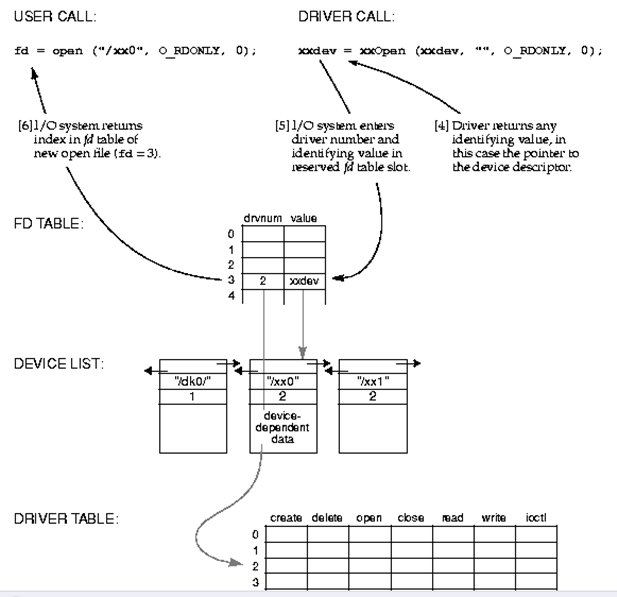 USER CALL:
DRIVER CALL:
fd = open ("/xx0", O_RDONLY, 0);
xxdev = xxOpen (xxdev, "", O_RDONLY, 0);
[6] I/O system returns
index in fd table of
new open file (fd = 3).
[5] I/O system enters
driver number and
identifying value in
reserved fd table slot.
[4] Driver returns any
identifying value, in
this case the pointer to
the device descriptor.
FD TABLE:
drvnum value
0
1
2
3 2 xxdev
4
DEVICE LIST:
"/dk0/" "/xx0" "/xx1"
1 2 2
device-
dependent
data
DRIVER TABLE:
create delete open close read write ioctl
0
1
2
3